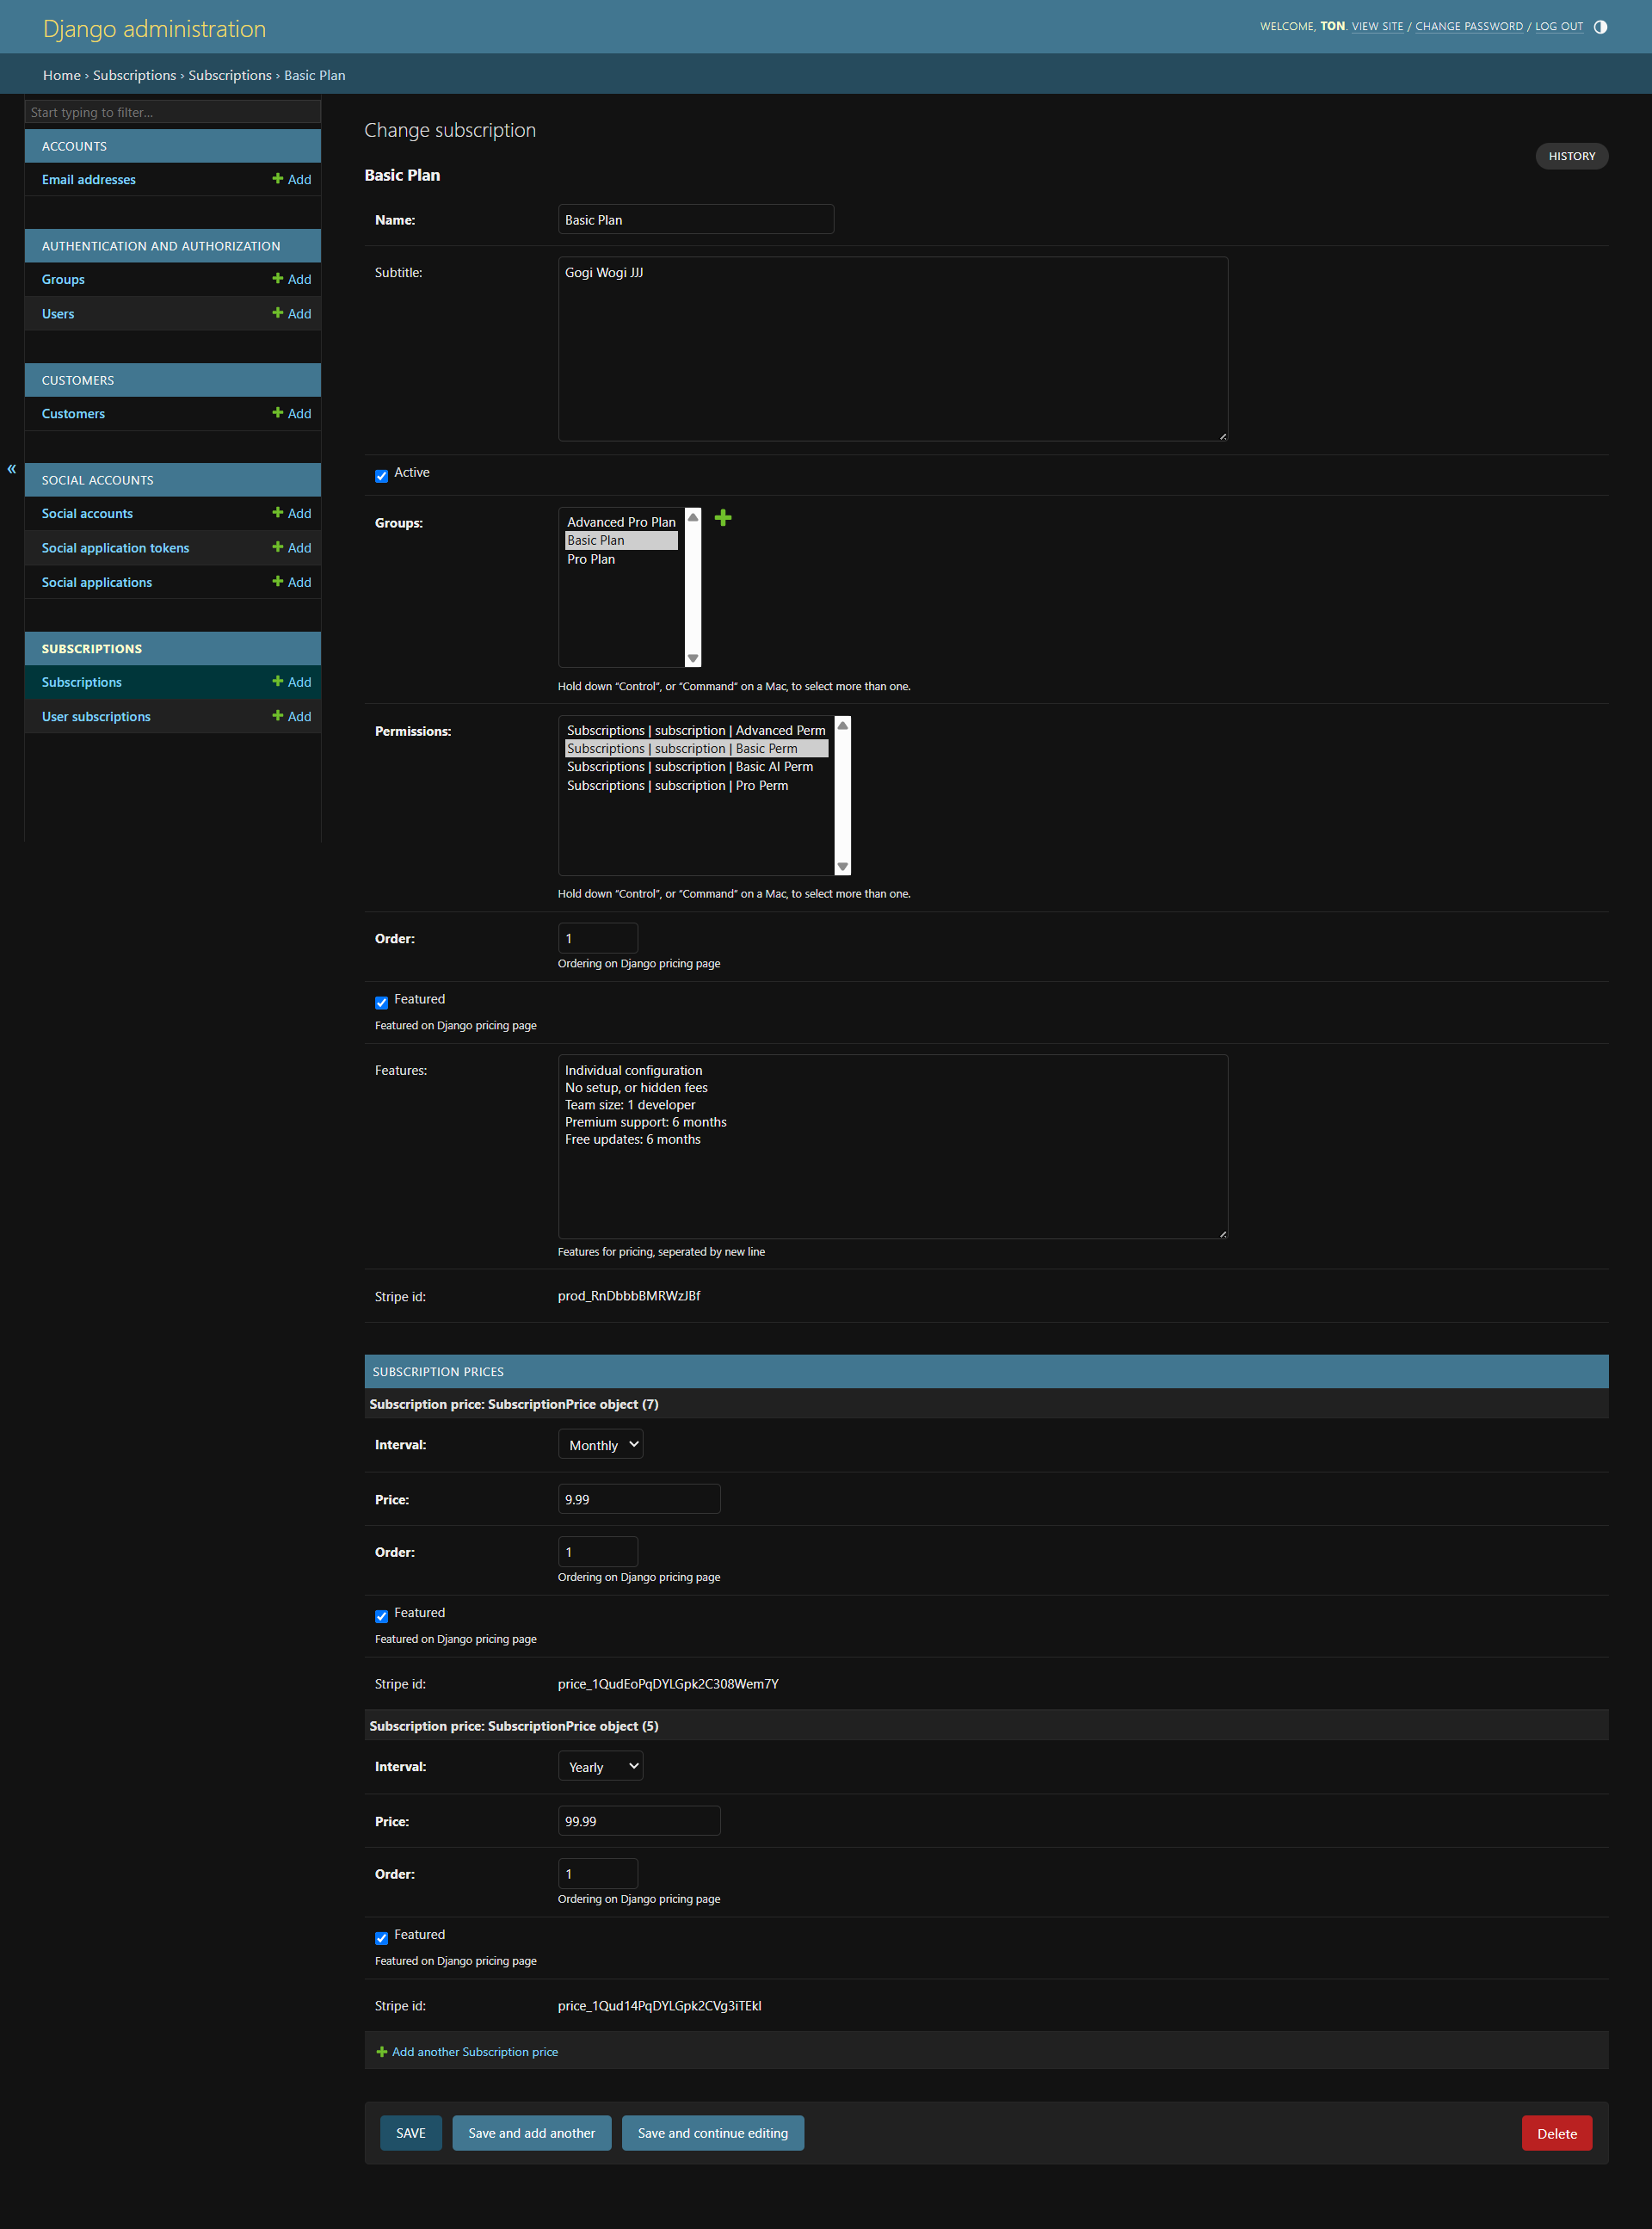 Django administration
WELCOME, TON. VIEW SITE / CHANGE PASSWORD / LOG OUT
Home › Subscriptions › Subscriptions › Basic Plan
Start typing to filter...
ACCOUNTS
Email addresses Add
AUTHENTICATION AND AUTHORIZATION
Groups Add
Users Add
CUSTOMERS
Customers Add
SOCIAL ACCOUNTS
Social accounts Add
Social application tokens Add
Social applications Add
SUBSCRIPTIONS
Subscriptions Add
User subscriptions Add
«
Change subscription
HISTORY
Basic Plan
Name: Basic Plan
Subtitle: Gogi Wogi JJJ
Active
Groups: Advanced Pro Plan
Basic Plan
Pro Plan
Hold down “Control”, or “Command” on a Mac, to select more than one.
Permissions: Subscriptions | subscription | Advanced Perm
Subscriptions | subscription | Basic Perm
Subscriptions | subscription | Basic AI Perm
Subscriptions | subscription | Pro Perm
Hold down “Control”, or “Command” on a Mac, to select more than one.
Order: 1
Ordering on Django pricing page
Featured
Featured on Django pricing page
Features: Individual configuration
No setup, or hidden fees
Team size: 1 developer
Premium support: 6 months
Free updates: 6 months
Features for pricing, seperated by new line
Stripe id: prod_RnDbbbBMRWzJBf
SUBSCRIPTION PRICES
Subscription price: SubscriptionPrice object (7)
Interval: Monthly
Price: 9.99
Order: 1
Ordering on Django pricing page
Featured
Featured on Django pricing page
Stripe id: price_1QudEoPqDYLGpk2C308Wem7Y
Subscription price: SubscriptionPrice object (5)
Interval: Yearly
Price: 99.99
Order: 1
Ordering on Django pricing page
Featured
Featured on Django pricing page
Stripe id: price_1Qud14PqDYLGpk2CVg3iTEkI
Add another Subscription price
SAVE Save and add another Save and continue editing Delete